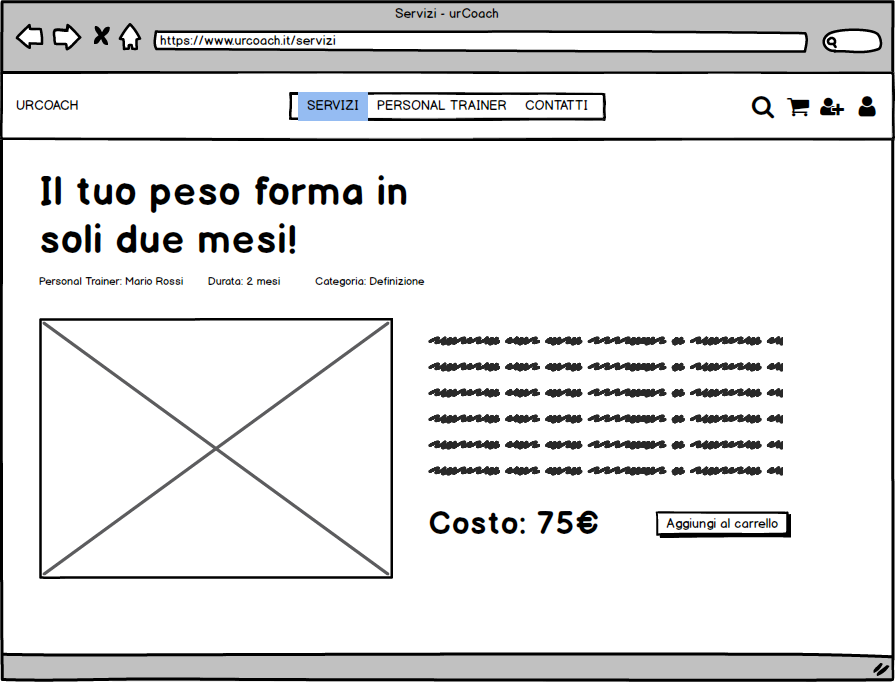 Servizi - urCoach
https://www.urcoach.it/servizi
URCOACH
SERVIZI PERSONAL TRAINER CONTATTI
Il tuo peso forma in
soli due mesi!
Personal Trainer: Mario Rossi Durata: 2 mesi Categoria: Definizione
Costo: 75€ Aggiungi al carrello